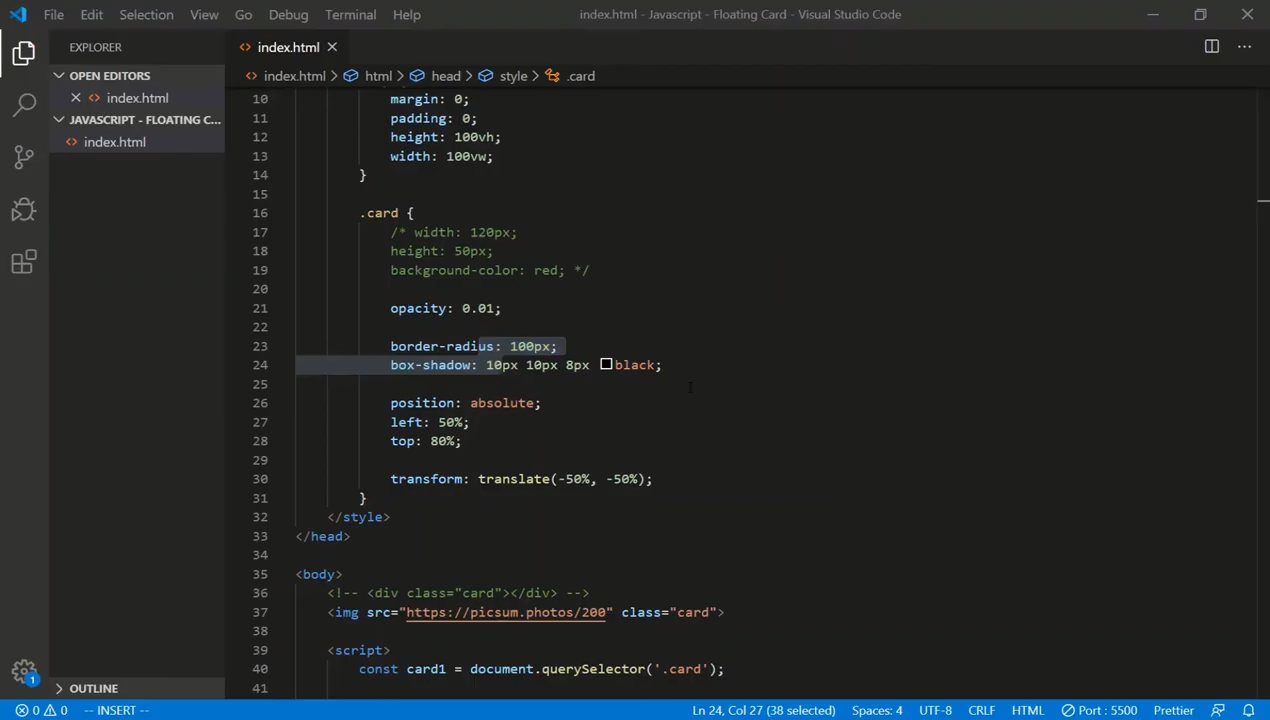 File Edit Selection View Go Debug Terminal Help index.html - Javascript - Floating Card - Visual Studio Code
EXPLORER
index.html
OPEN EDITORS
index.html
JAVASCRIPT - FLOATING C...
index.html
OUTLINE
1
index.html > html > head > style > .card
10 margin: 0;
11 padding: 0;
12 height: 100vh;
13 width: 100vw;
14 }
15
16 .card {
17 /* width: 120px;
18 height: 50px;
19 background-color: red; */
20
21 opacity: 0.01;
22
23 border-radius: 100px;
24 box-shadow: 10px 10px 8px black;
25
26 position: absolute;
27 left: 50%;
28 top: 80%;
29
30 transform: translate(-50%, -50%);
31 }
32 </style>
33 </head>
34
35 <body>
36 <!-- <div class="card"></div> -->
37 <img src="https://picsum.photos/200" class="card">
38
39 <script>
40 const card1 = document.querySelector('.card');
41
0 0 -- INSERT -- Ln 24, Col 27 (38 selected) Spaces: 4 UTF-8 CRLF HTML Port : 5500 Prettier